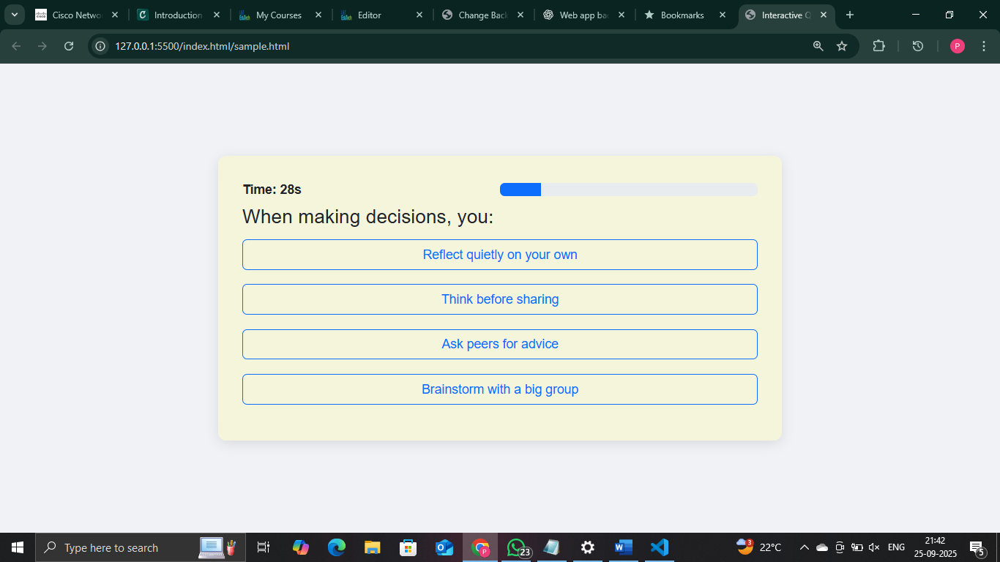 Cisco Netwo
Introduction
My Courses
Editor
Change Back
Web app ba
Bookmarks
Interactive Q
127.0.0.1:5500/index.html/sample.html
P
Time: 28s
When making decisions, you:
Reflect quietly on your own
Think before sharing
Ask peers for advice
Brainstorm with a big group
Type here to search
23
3
22°C
ENG
21:42
25-09-2025
5